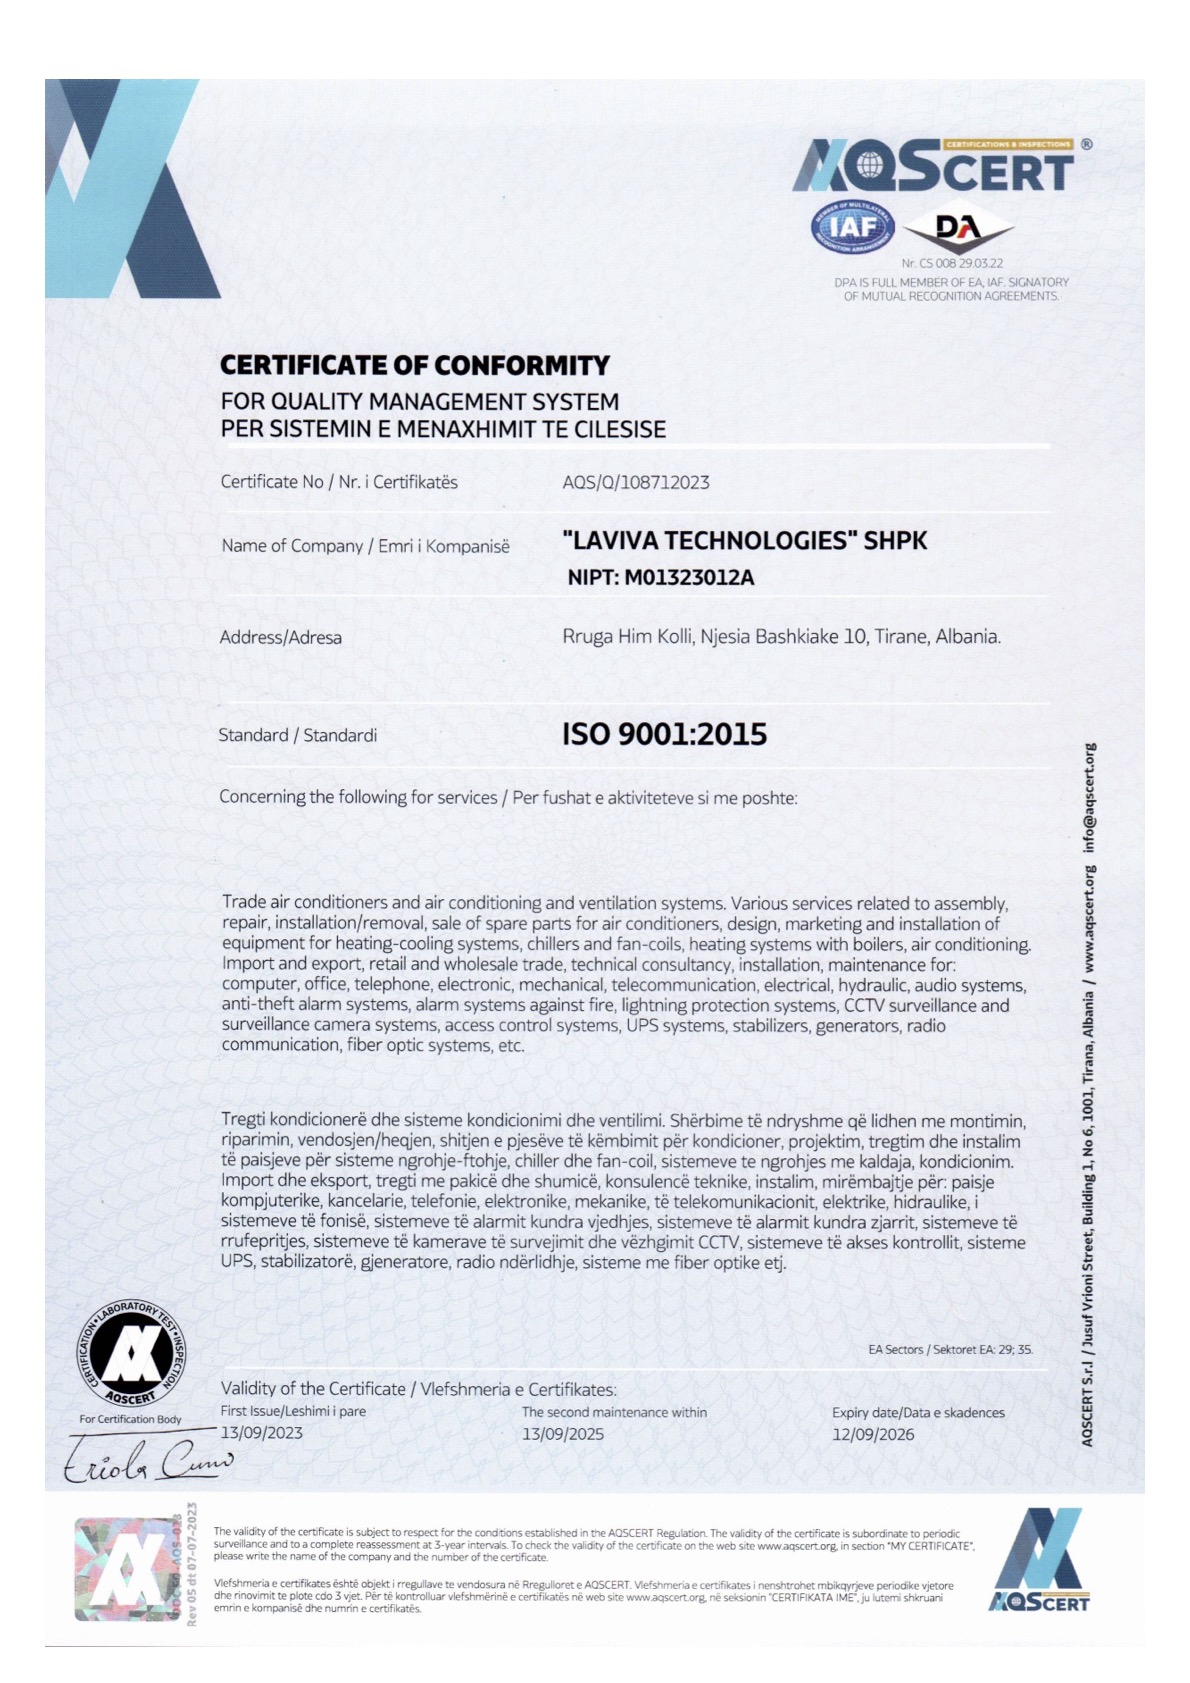 AQSCERT ®
CERTIFICATIONS & INSPECTIONS
MEMBER OF MULTILATERAL
IAF
RECOGNITION ARRANGEMENT
DA
Nr. CS 008 29.03.22
DPA IS FULL MEMBER OF EA, IAF. SIGNATORY
OF MUTUAL RECOGNITION AGREEMENTS.
CERTIFICATE OF CONFORMITY
FOR QUALITY MANAGEMENT SYSTEM
PER SISTEMIN E MENAXHIMIT TE CILESISE
Certificate No / Nr. i Certifikatës AQS/Q/108712023
Name of Company / Emri i Kompanisë "LAVIVA TECHNOLOGIES" SHPK
NIPT: M01323012A
Address/Adresa Rruga Him Kolli, Njesia Bashkiake 10, Tirane, Albania.
Standard / Standardi ISO 9001:2015
Concerning the following for services / Per fushat e aktiviteteve si me poshte:
Trade air conditioners and air conditioning and ventilation systems. Various services related to assembly,
repair, installation/removal, sale of spare parts for air conditioners, design, marketing and installation of
equipment for heating-cooling systems, chillers and fan-coils, heating systems with boilers, air conditioning.
Import and export, retail and wholesale trade, technical consultancy, installation, maintenance for:
computer, office, telephone, electronic, mechanical, telecommunication, electrical, hydraulic, audio systems,
anti-theft alarm systems, alarm systems against fire, lightning protection systems, CCTV surveillance and
surveillance camera systems, access control systems, UPS systems, stabilizers, generators, radio
communication, fiber optic systems, etc.
Tregti kondicionerë dhe sisteme kondicionimi dhe ventilimi. Shërbime të ndryshme që lidhen me montimin,
riparimin, vendosjen/heqjen, shitjen e pjesëve të këmbimit për kondicioner, projektim, tregtim dhe instalim
të paisjeve për sisteme ngrohje-ftohje, chiller dhe fan-coil, sistemeve te ngrohjes me kaldaja, kondicionim.
Import dhe eksport, tregti me pakicë dhe shumicë, konsulencë teknike, instalim, mirëmbajtje për: paisje
kompjuterike, kancelarie, telefonie, elektronike, mekanike, të telekomunikacionit, elektrike, hidraulike, i
sistemeve të fonisë, sistemeve të alarmit kundra vjedhjes, sistemeve të alarmit kundra zjarrit, sistemeve të
rrufepritjes, sistemeve të kamerave të survejimit dhe vëzhgimit CCTV, sistemeve të akses kontrollit, sisteme
UPS, stabilizatorë, gjeneratore, radio ndërlidhje, sisteme me fiber optike etj.
EA Sectors / Sektoret EA: 29; 35.
CERTIFICATION • LABORATORY TEST • INSPECTION
AQSCERT
For Certification Body
Eriola Cuno
Validity of the Certificate / Vlefshmeria e Certifikates:
First Issue/Leshimi i pare The second maintenance within Expiry date/Data e skadences
13/09/2023 13/09/2025 12/09/2026
AQSCERT S.r.l / Jusuf Vrioni Street, Building 1, No 6, 1001, Tirana, Albania / www.aqscert.org info@aqscert.org
Rev 05 dt 07-07-2023
The validity of the certificate is subject to respect for the conditions established in the AQSCERT Regulation. The validity of the certificate is subordinate to periodic
surveillance and to a complete reassessment at 3-year intervals. To check the validity of the certificate on the web site www.aqscert.org, in section "MY CERTIFICATE",
please write the name of the company and the number of the certificate.
Vlefshmeria e certifikates është objekt i rregullave te vendosura në Rregulloret e AQSCERT. Vlefshmeria e certifikates i nenshtrohet mbikqyrjeve periodike vjetore
dhe rinovimit te plote cdo 3 vjet. Për të kontrolluar vlefshmërinë e certifikatës në web site www.aqscert.org, në seksionin "CERTIFIKATA IME", ju lutemi shkruani
emrin e kompanisë dhe numrin e certifikatës.
AQSCERT